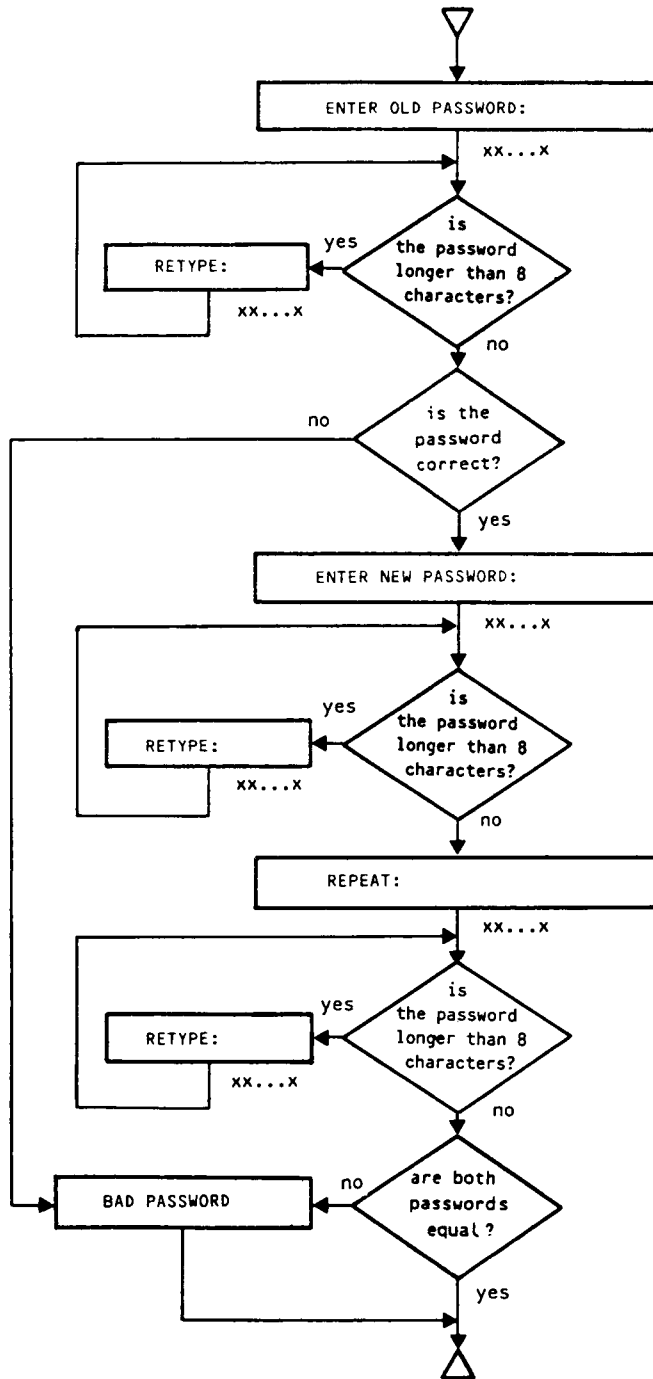 ENTER OLD PASSWORD:
xx...x
is
the password
longer than 8
characters?
yes
RETYPE:
xx...x
no
is the
password
correct?
no
yes
ENTER NEW PASSWORD:
xx...x
is
the password
longer than 8
characters?
yes
RETYPE:
xx...x
no
REPEAT:
xx...x
is
the password
longer than 8
characters?
yes
RETYPE:
xx...x
no
are both
passwords
equal?
no
BAD PASSWORD
yes